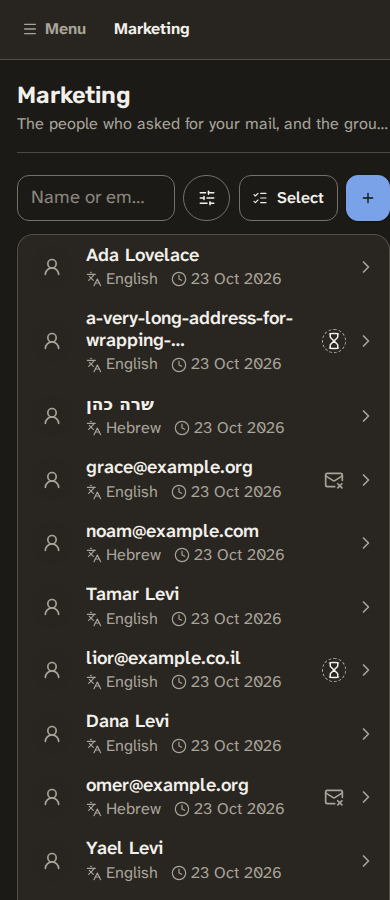 Menu Marketing
Marketing
The people who asked for your mail, and the grou...
Name or em... Select
Ada Lovelace
English 23 Oct 2026
a-very-long-address-for-
wrapping-...
English 23 Oct 2026
שרה כהן
Hebrew 23 Oct 2026
grace@example.org
English 23 Oct 2026
noam@example.com
Hebrew 23 Oct 2026
Tamar Levi
English 23 Oct 2026
lior@example.co.il
English 23 Oct 2026
Dana Levi
English 23 Oct 2026
omer@example.org
Hebrew 23 Oct 2026
Yael Levi
English 23 Oct 2026